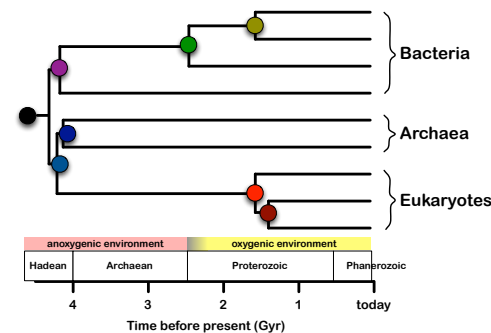 Bacteria
Archaea
Eukaryotes
anoxygenic environment oxygenic environment
Hadean Archaean Proterozoic Phanerozoic
4 3 2 1 today
Time before present (Gyr)